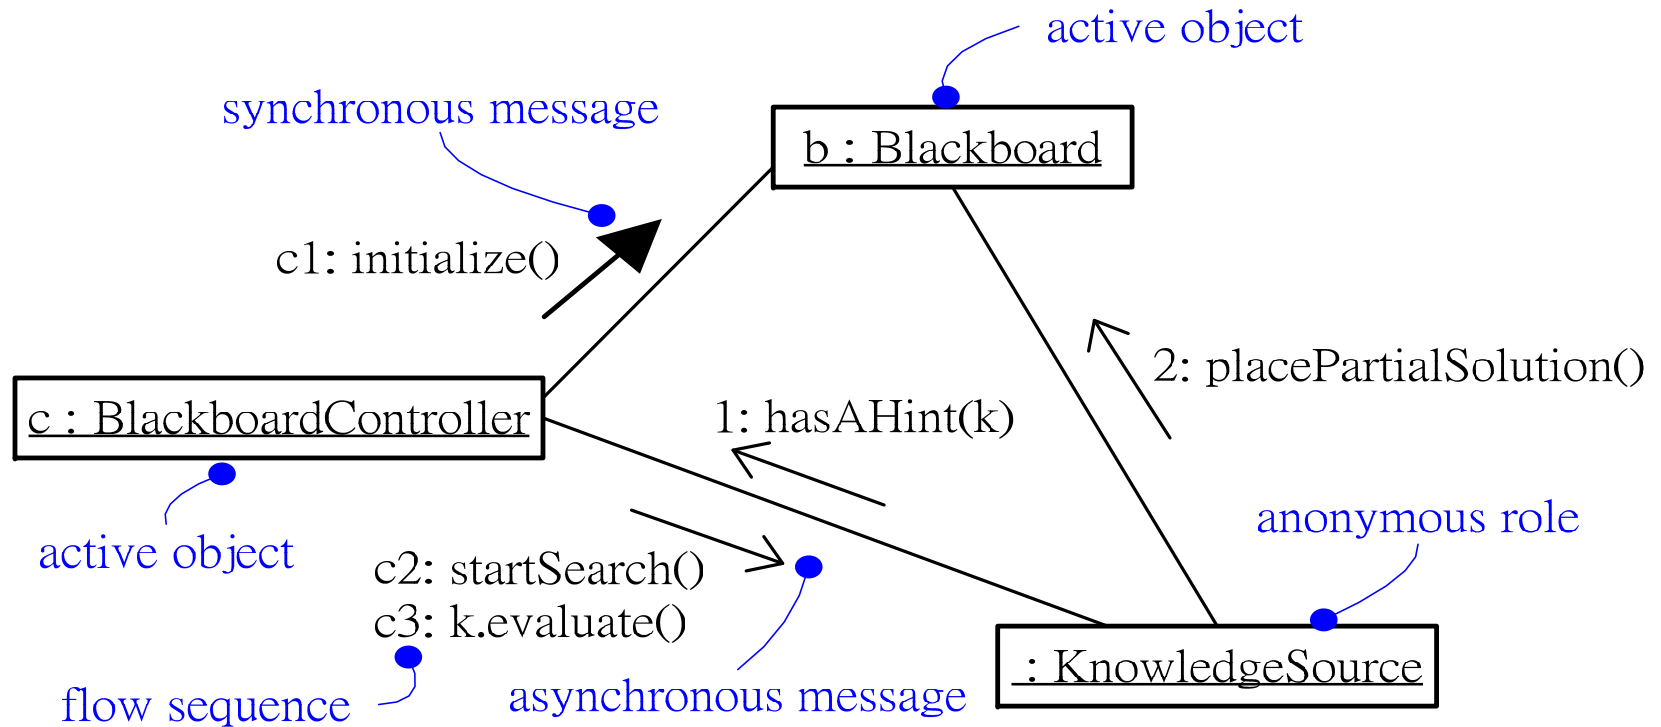 active object
synchronous message
b : Blackboard
c1: initialize()
2: placePartialSolution()
c : BlackboardController
1: hasAHint(k)
anonymous role
active object
c2: startSearch()
c3: k.evaluate()
: KnowledgeSource
flow sequence
asynchronous message